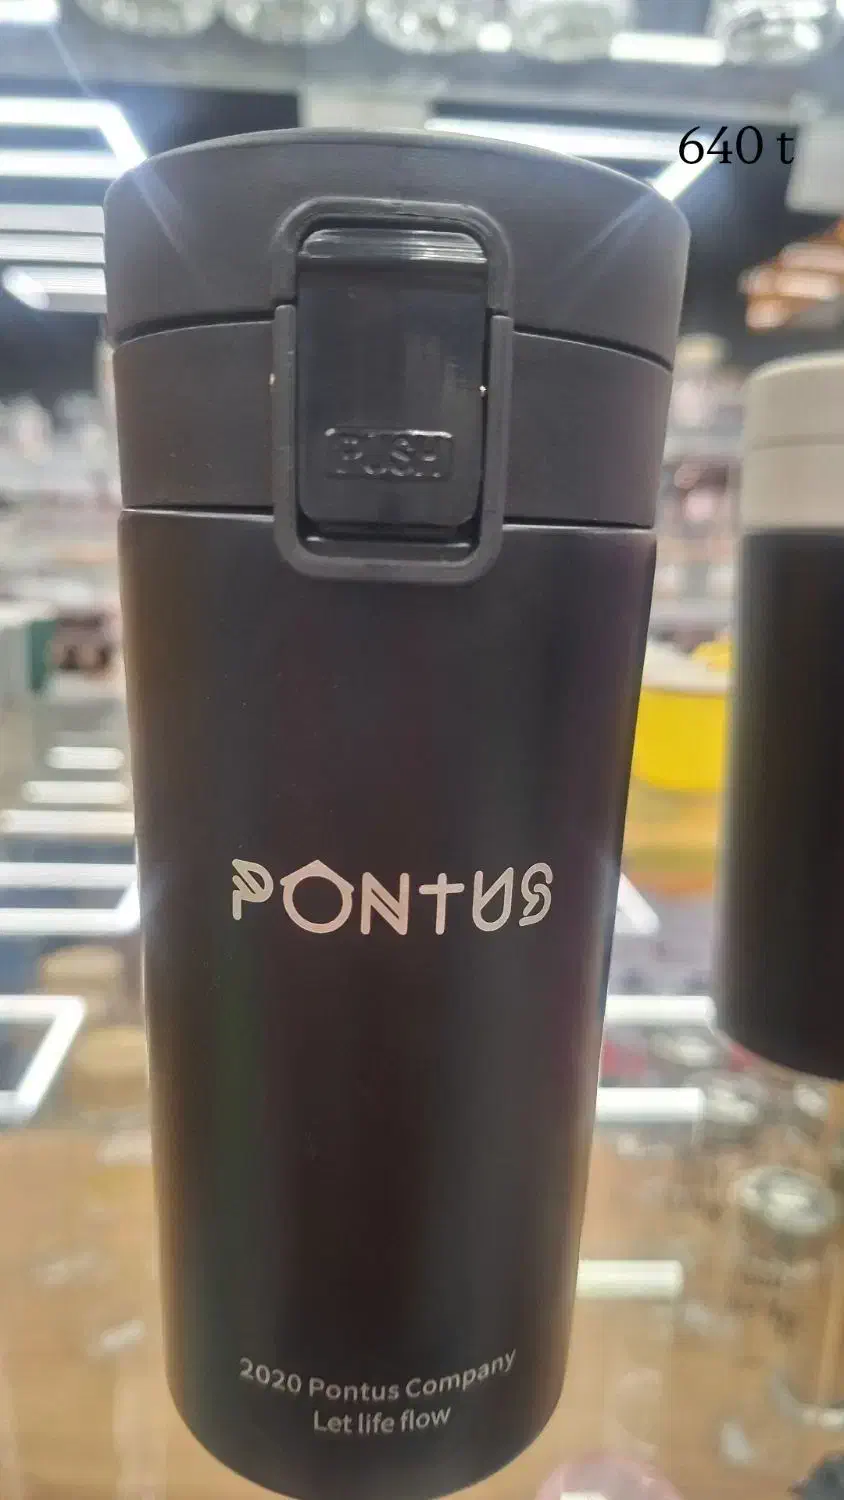 640 t
PUSH
PONTUS
2020 Pontus Company
Let life flow